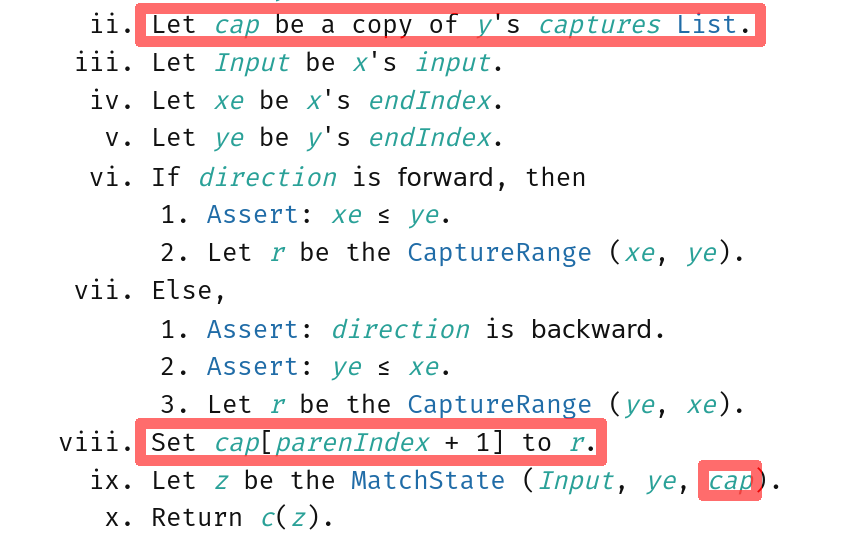 ii. Let cap be a copy of y's captures List.
iii. Let Input be x's input.
iv. Let xe be x's endIndex.
v. Let ye be y's endIndex.
vi. If direction is forward, then
1. Assert: xe ≤ ye.
2. Let r be the CaptureRange (xe, ye).
vii. Else,
1. Assert: direction is backward.
2. Assert: ye ≤ xe.
3. Let r be the CaptureRange (ye, xe).
viii. Set cap[parenIndex + 1] to r.
ix. Let z be the MatchState (Input, ye, cap).
x. Return c(z).